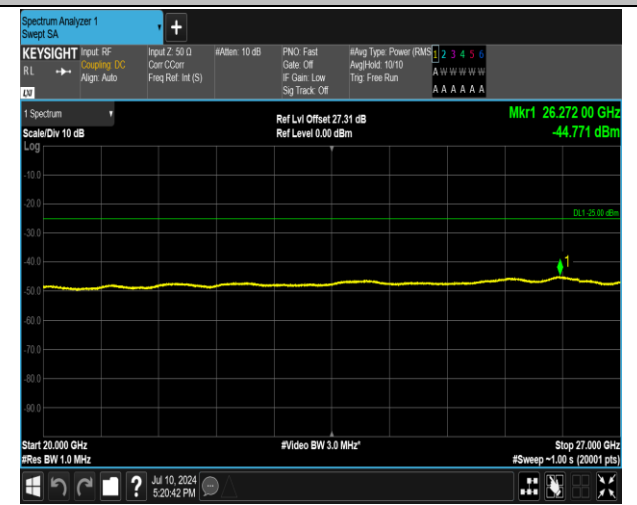 Spectrum Analyzer 1
Swept SA
+
KEYSIGHT Input: RF Input Z: 50 Ω #Atten: 10 dB PNO: Fast #Avg Type: Power (RMS 1 2 3 4 5 6
RL Coupling: DC Corr CCorr Gate: Off Avg|Hold: 10/10 A W W W W W
Align: Auto Freq Ref: Int (S) IF Gain: Low Trig: Free Run
LXI Sig Track: Off A A A A A A
1 Spectrum Ref Lvl Offset 27.31 dB Mkr1 26.272 00 GHz
Scale/Div 10 dB Ref Level 0.00 dBm -44.771 dBm
Log
-10.0
-20.0
DL1 -25.00 dBm
-30.0
-40.0
1
-50.0
-60.0
-70.0
-80.0
-90.0
Start 20.000 GHz #Video BW 3.0 MHz* Stop 27.000 GHz
#Res BW 1.0 MHz #Sweep ~1.00 s (20001 pts)
? Jul 10, 2024
5:20:42 PM